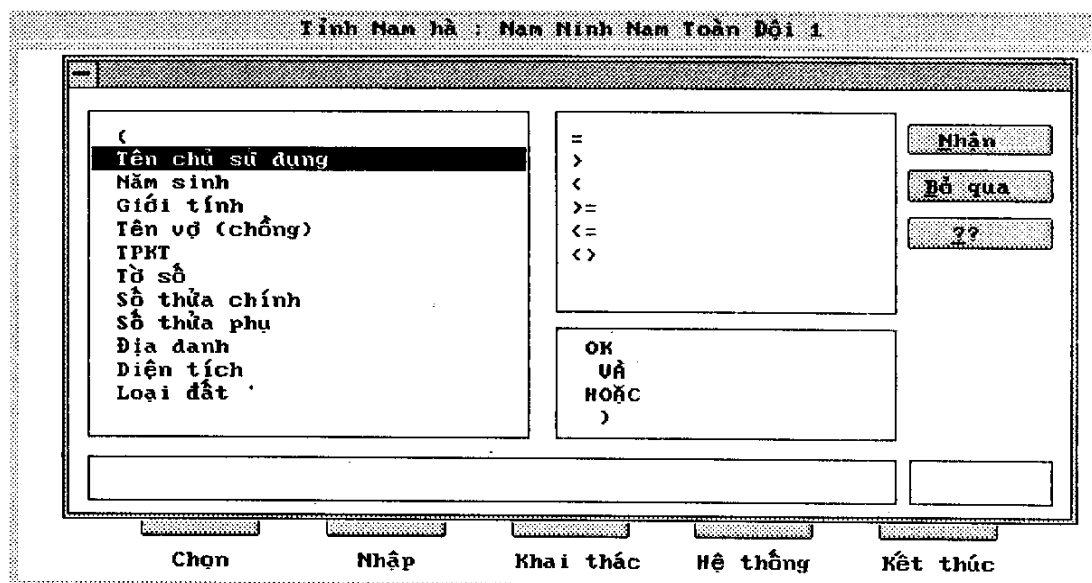 Tỉnh Nam hà : Nam Ninh Nam Toàn Đội 1
(
Tên chủ sử dụng
Năm sinh
Giới tính
Tên vợ (chồng)
TPKT
Tờ số
Số thửa chính
Số thửa phụ
Địa danh
Diện tích
Loại đất
=
>
<
>=
<=
<>
OK
VÀ
HOẶC
)
Nhân
Bỏ qua
??
Chọn
Nhập
Khai thác
Hệ thống
Kết thúc